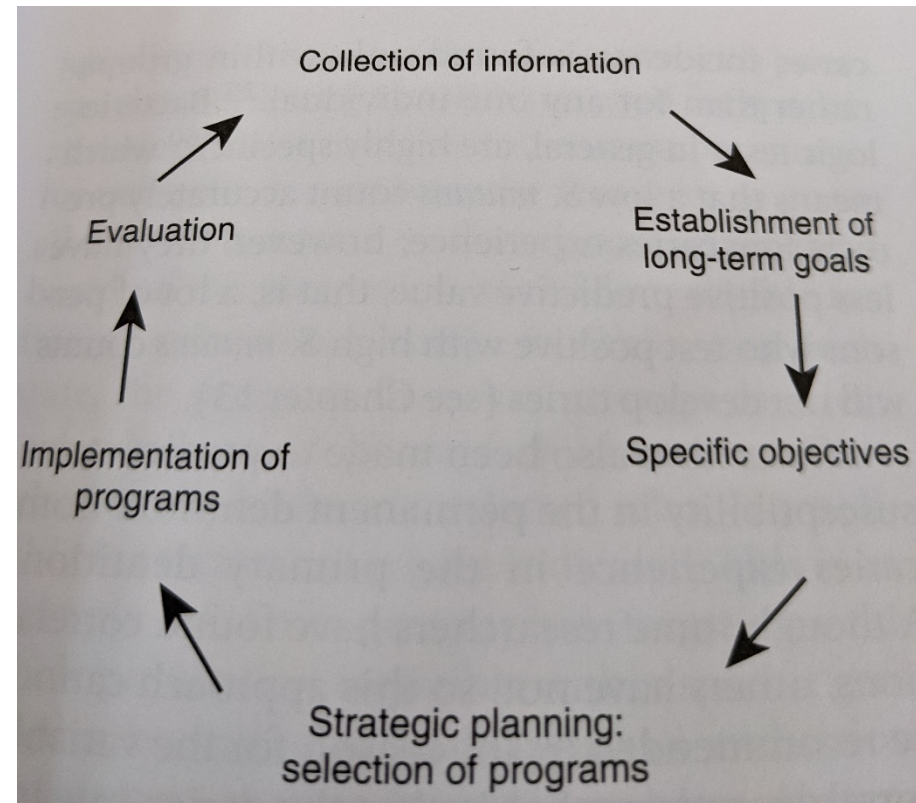 Collection of information
Establishment of
long-term goals
Specific objectives
Strategic planning:
selection of programs
Implementation of
programs
Evaluation